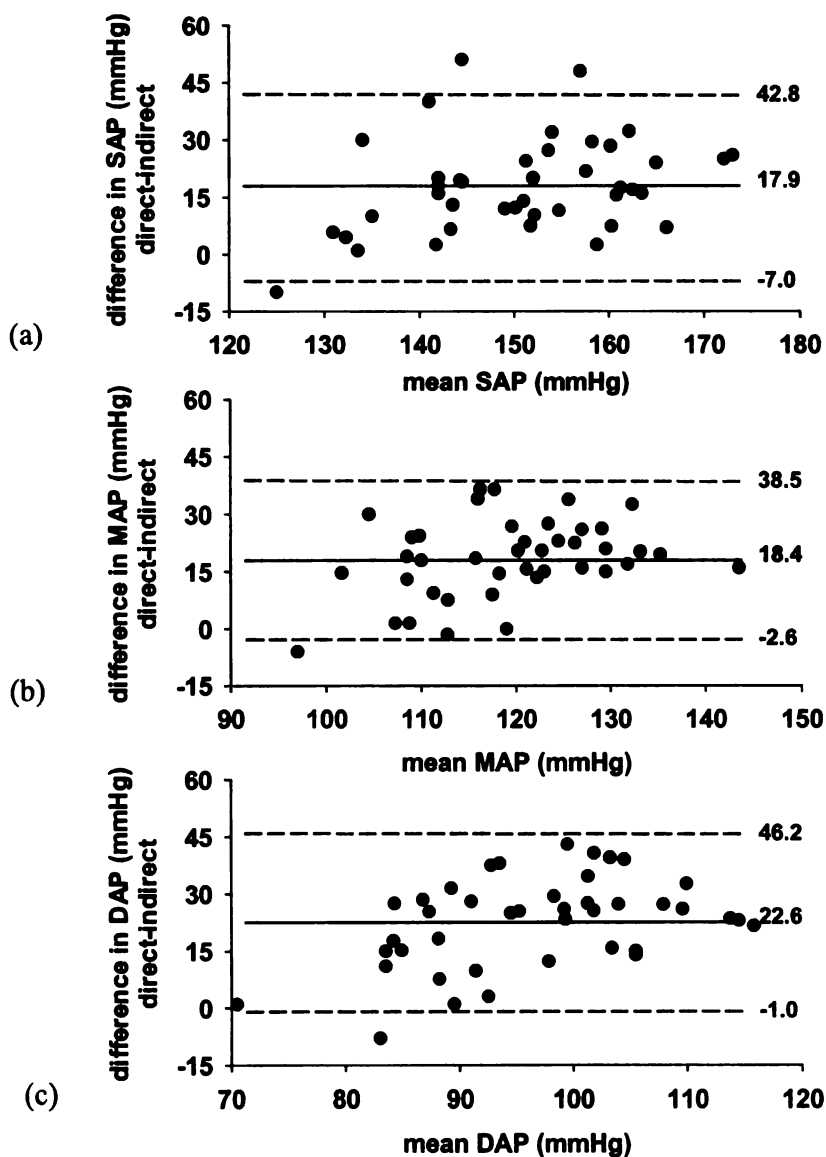 (a)
difference in SAP (mmHg)
direct-indirect
60
45
30
15
0
-15
42.8
17.9
-7.0
120 130 140 150 160 170 180
mean SAP (mmHg)
(b)
difference in MAP (mmHg)
direct-indirect
60
45
30
15
0
-15
38.5
18.4
-2.6
90 100 110 120 130 140 150
mean MAP (mmHg)
(c)
difference in DAP (mmHg)
direct-indirect
60
45
30
15
0
-15
46.2
22.6
-1.0
70 80 90 100 110 120
mean DAP (mmHg)